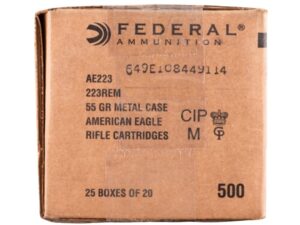 FEDERAL®
AMMUNITION
649E108449114
AE223
223REM
55 GR METAL CASE
AMERICAN EAGLE
RIFLE CARTRIDGES
CIP
M
25 BOXES OF 20
500